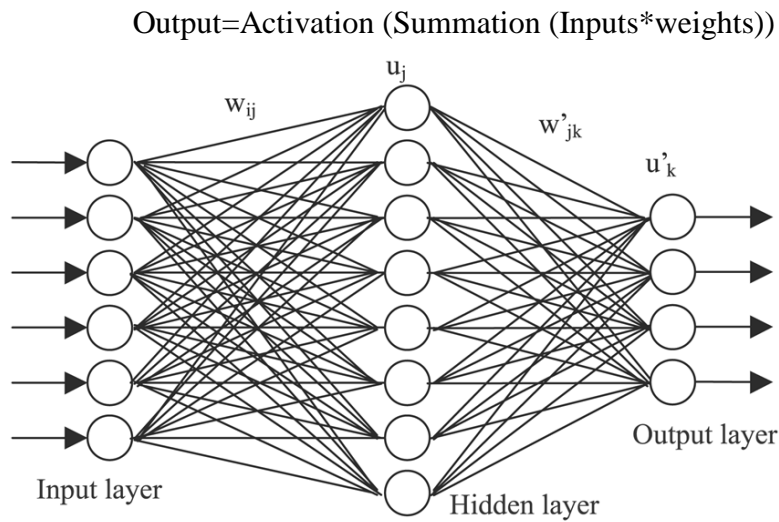 Output=Activation (Summation (Inputs*weights))
uj
wij
w’jk
u’k
Output layer
Input layer
Hidden layer